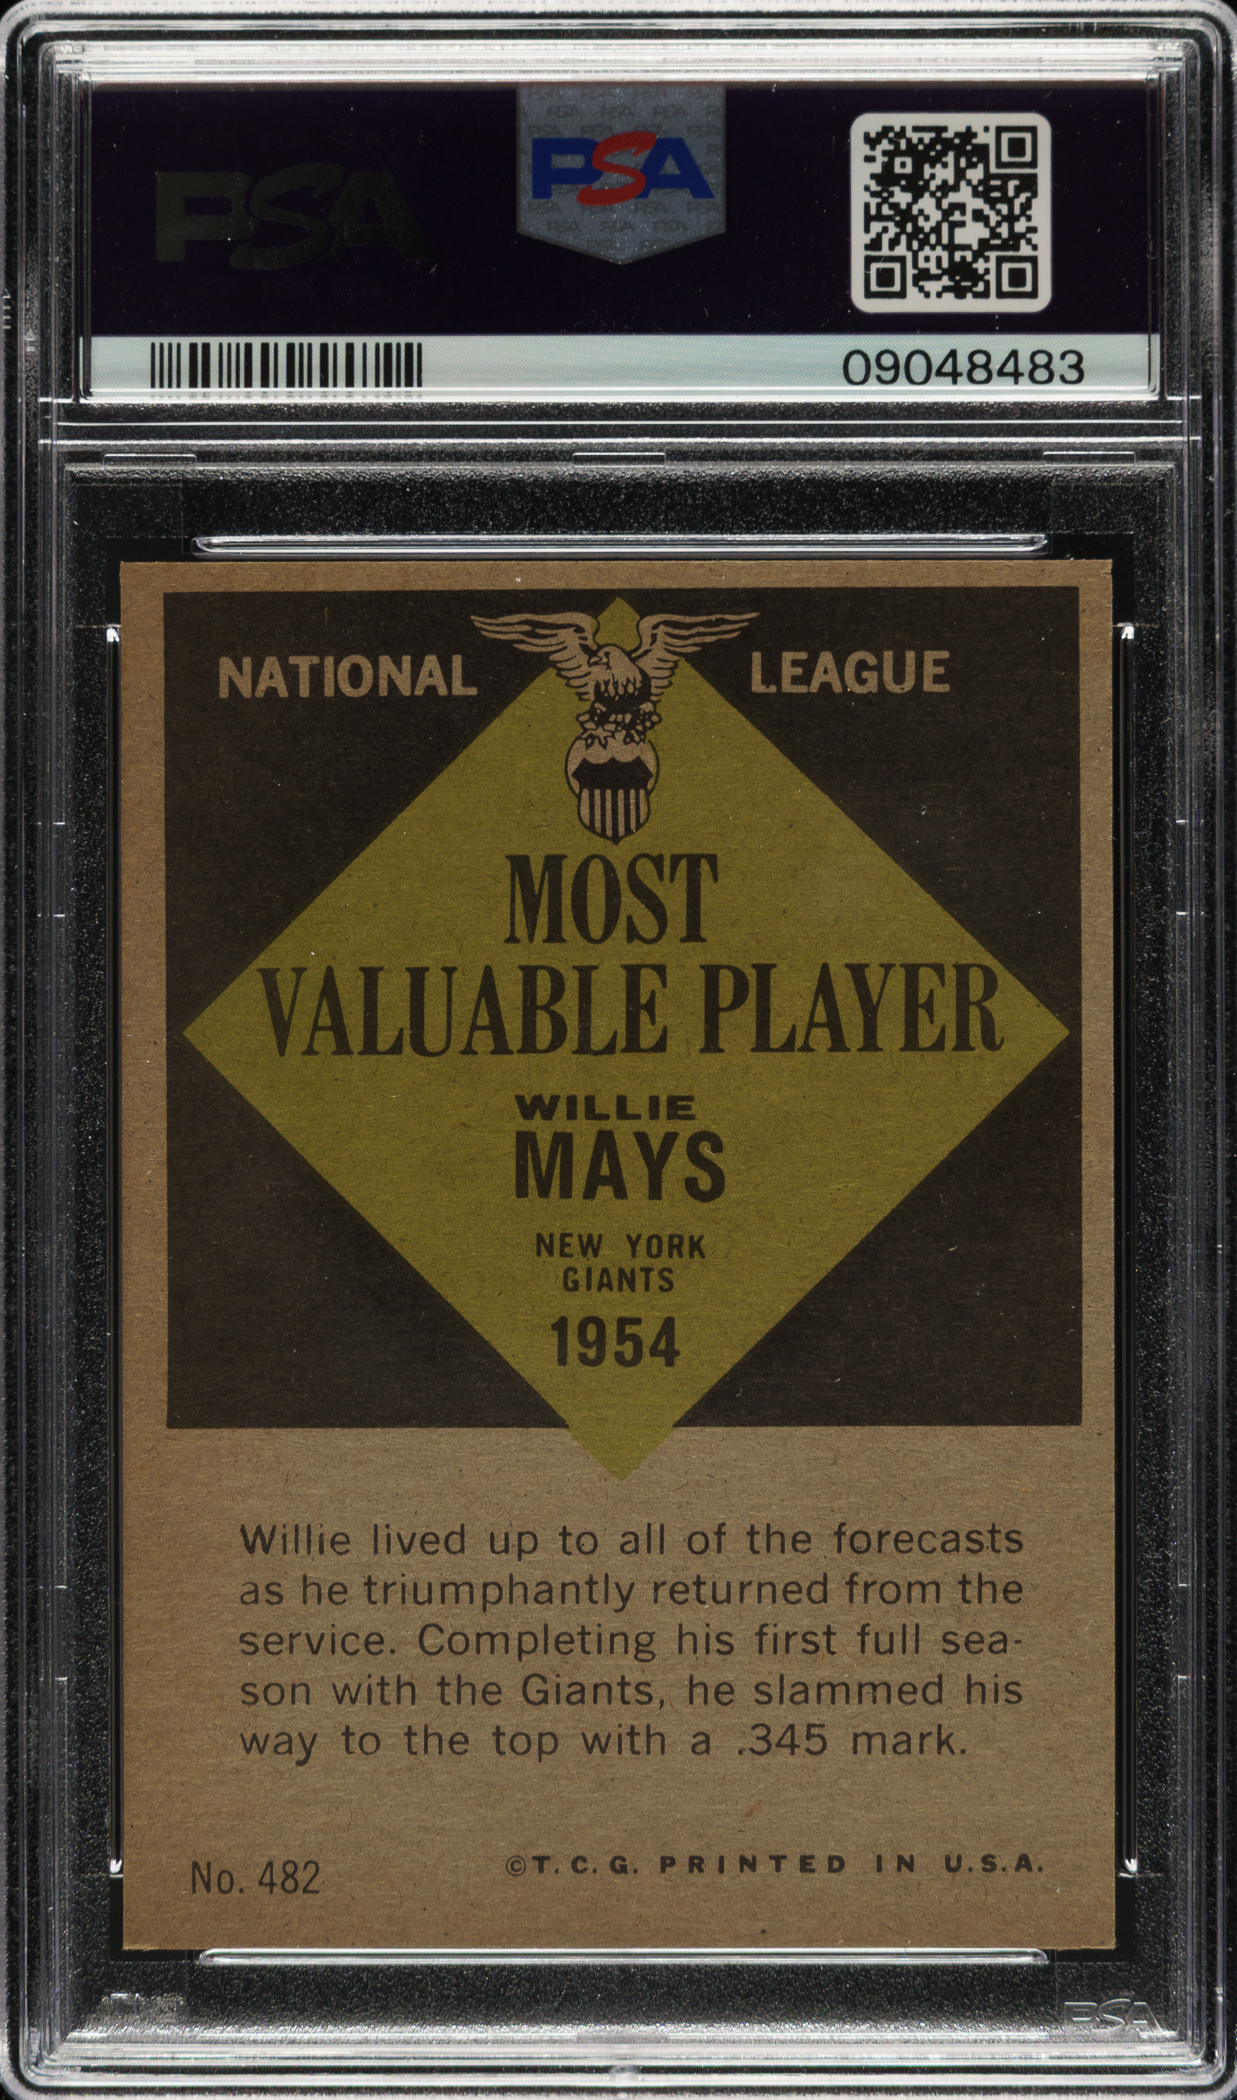 PSA
PSA
09048483
NATIONAL LEAGUE
MOST
VALUABLE PLAYER
WILLIE
MAYS
NEW YORK
GIANTS
1954
Willie lived up to all of the forecasts
as he triumphantly returned from the
service. Completing his first full sea-
son with the Giants, he slammed his
way to the top with a .345 mark.
No. 482
©T.C.G. PRINTED IN U.S.A.
PSA